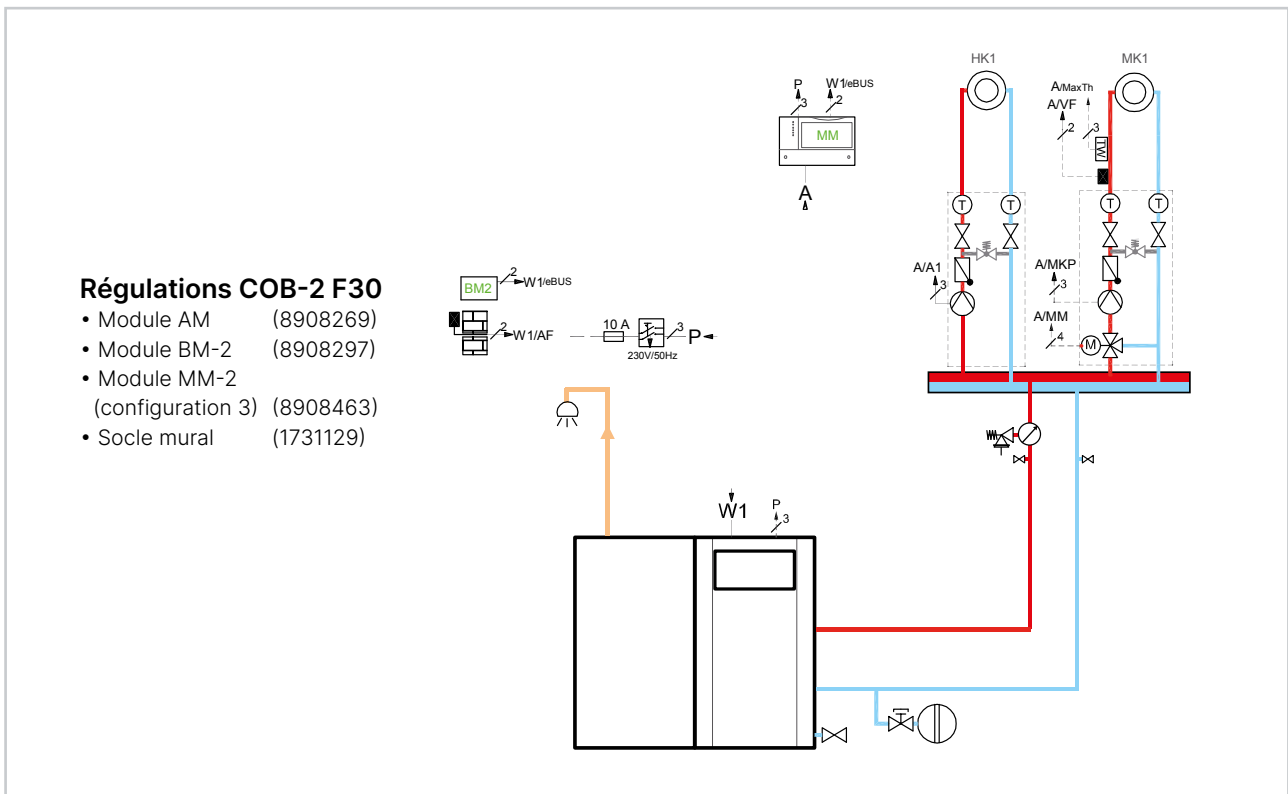 HK1
MK1
P
3
W1/eBUS
2
MM
A
A/MaxTh
A/VF
2
3
TW
T
T
T
T
A/A1
3
A/MKP
3
A/MM
4
M
Régulations COB-2 F30
• Module AM (8908269)
• Module BM-2 (8908297)
• Module MM-2
(configuration 3) (8908463)
• Socle mural (1731129)
BM2
2
W1/eBUS
2
W1/AF
10 A
230V/50Hz
3
P
W1
P
3